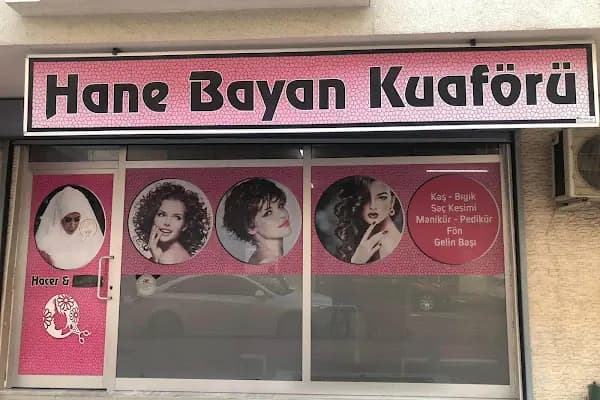 Hane Bayan Kuaförü
Kaş - Bıyık
Saç Kesimi
Manikür - Pedikür
Fön
Gelin Başı
Hacer &